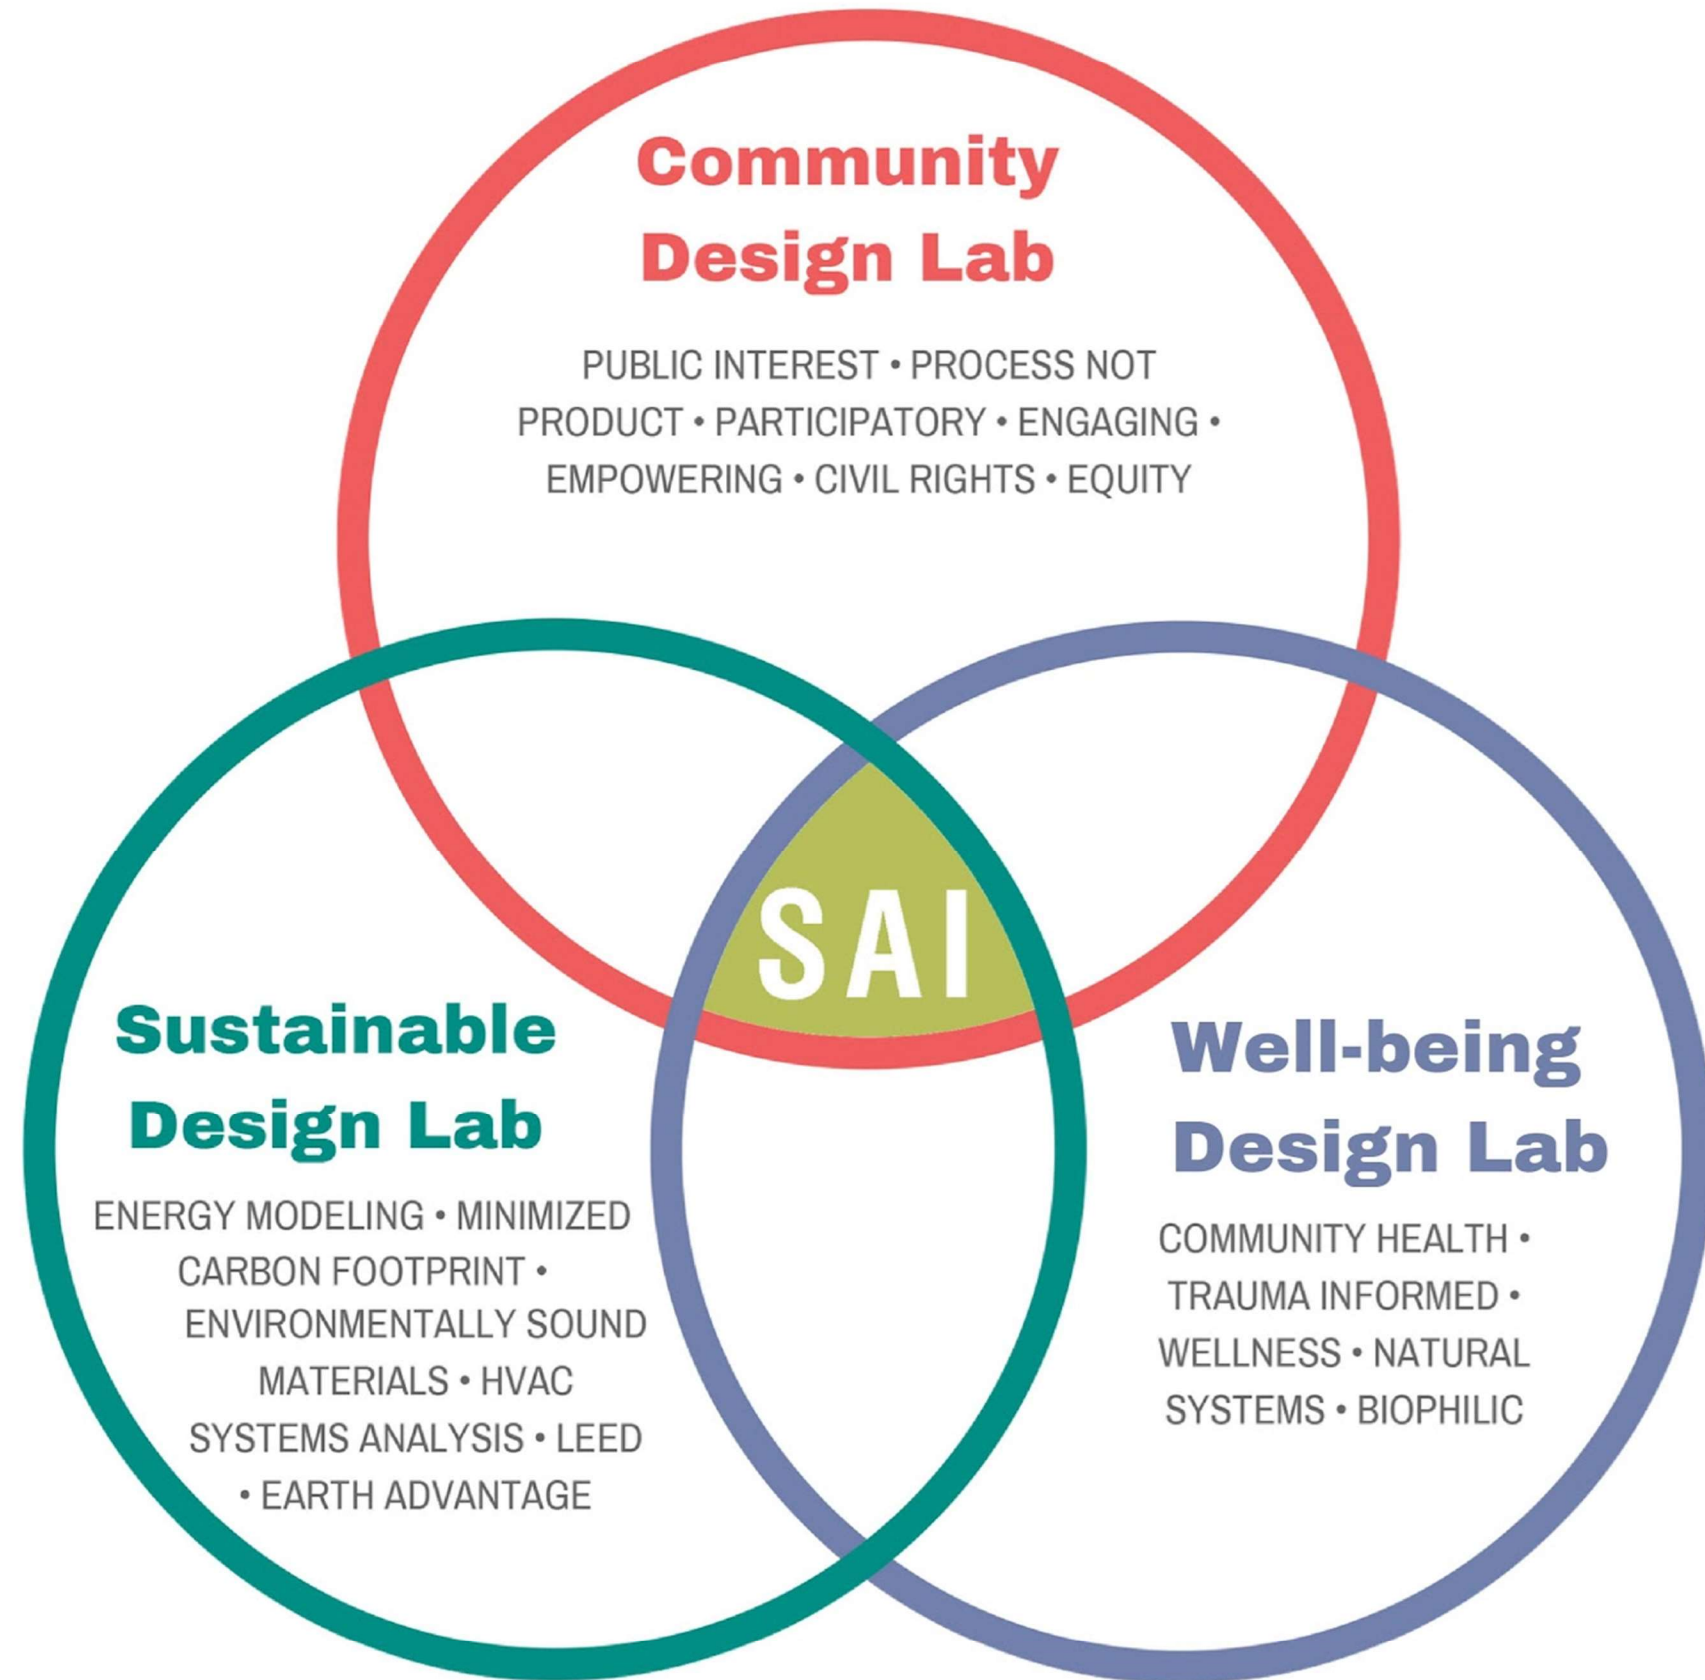 Community
Design Lab
PUBLIC INTEREST • PROCESS NOT
PRODUCT • PARTICIPATORY • ENGAGING •
EMPOWERING • CIVIL RIGHTS • EQUITY
SAI
Sustainable
Design Lab
ENERGY MODELING • MINIMIZED
CARBON FOOTPRINT •
ENVIRONMENTALLY SOUND
MATERIALS • HVAC
SYSTEMS ANALYSIS • LEED
• EARTH ADVANTAGE
Well-being
Design Lab
COMMUNITY HEALTH •
TRAUMA INFORMED •
WELLNESS • NATURAL
SYSTEMS • BIOPHILIC